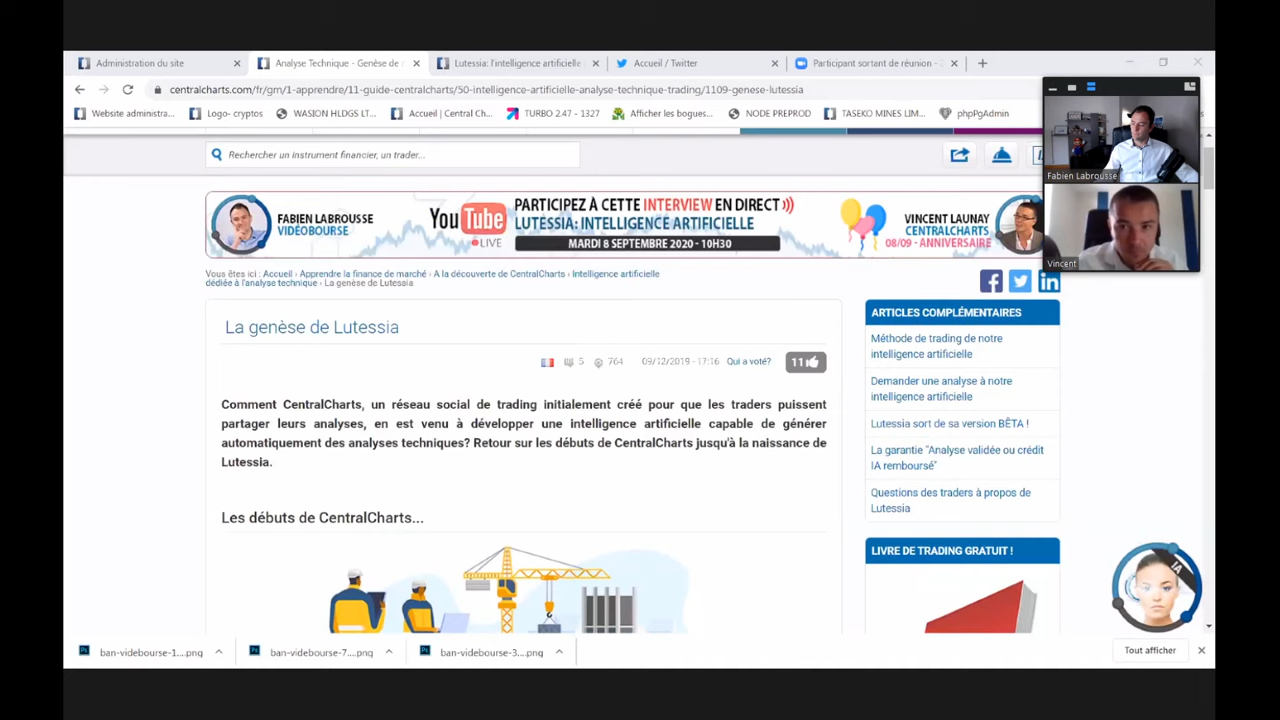 Administration du site
Analyse Technique - Genèse de
Lutessia: l'intelligence artificielle
Accueil / Twitter
Participant sortant de réunion - 
centralcharts.com/fr/gm/1-apprendre/11-guide-centralcharts/50-intelligence-artificielle-analyse-technique-trading/1109-genese-lutessia
Website administra...
Logo- cryptos
WASION HLDGS LT...
Accueil | Central Ch...
TURBO 2.47 - 1327
Afficher les bogues...
NODE PREPROD
TASEKO MINES LIM...
phpPgAdmin
Rechercher un instrument financier, un trader...
Fabien Labrousse
Vincent
FABIEN LABROUSSE
VIDÉOBOURSE
YouTube
LIVE
PARTICIPEZ À CETTE INTERVIEW EN DIRECT
LUTESSIA: INTELLIGENCE ARTIFICIELLE
MARDI 8 SEPTEMBRE 2020 - 10H30
VINCENT LAUNAY
CENTRALCHARTS
08/09 - ANNIVERSAIRE
Vous êtes ici : Accueil › Apprendre la finance de marché › A la découverte de CentralCharts › Intelligence artificielle
dédiée à l'analyse technique › La genèse de Lutessia
La genèse de Lutessia
5 764 09/12/2019 - 17:16 Qui a voté? 11
Comment CentralCharts, un réseau social de trading initialement créé pour que les traders puissent
partager leurs analyses, en est venu à développer une intelligence artificielle capable de générer
automatiquement des analyses techniques? Retour sur les débuts de CentralCharts jusqu'à la naissance de
Lutessia.
Les débuts de CentralCharts...
ARTICLES COMPLÉMENTAIRES
Méthode de trading de notre
intelligence artificielle
Demander une analyse à notre
intelligence artificielle
Lutessia sort de sa version BÊTA !
La garantie "Analyse validée ou crédit
IA remboursé"
Questions des traders à propos de
Lutessia
LIVRE DE TRADING GRATUIT !
IA
ban-videbourse-1....png
ban-videbourse-7....png
ban-videbourse-3....png
Tout afficher